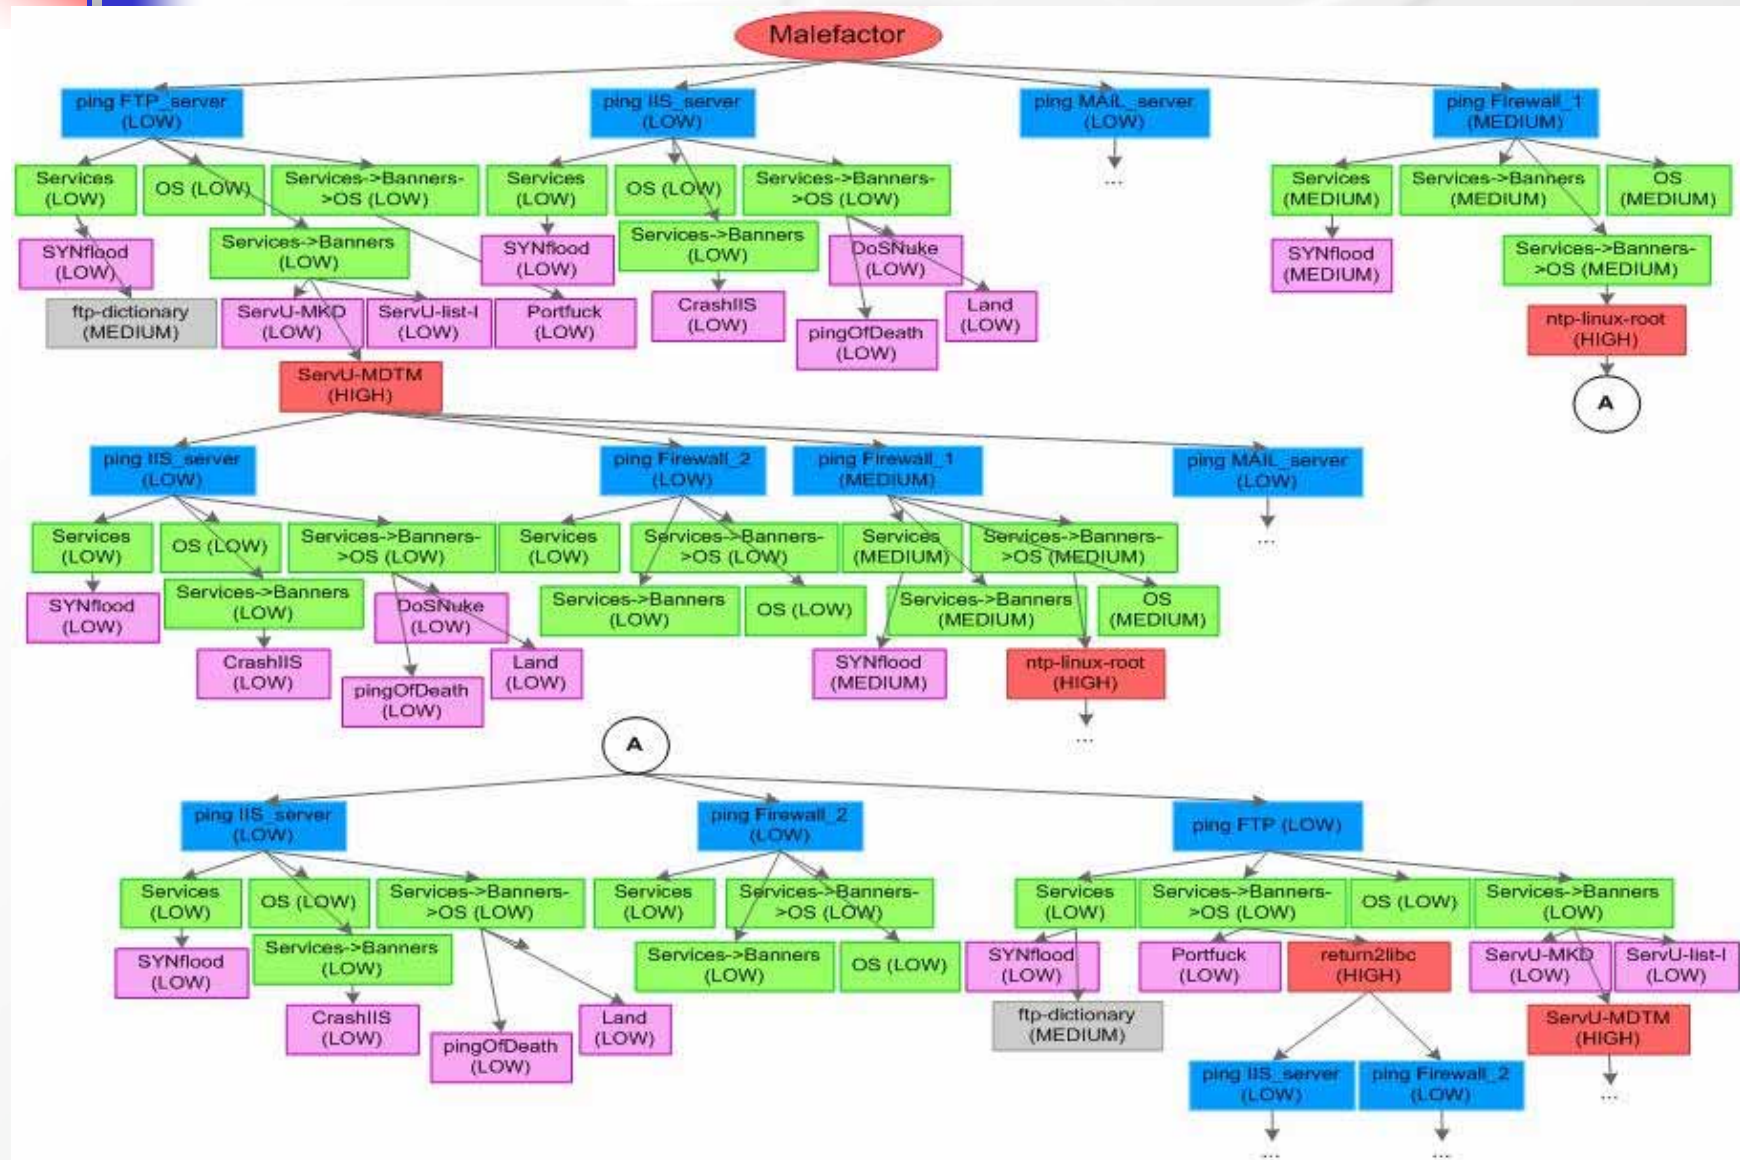 Malefactor
ping FTP_server
(LOW)
ping IIS_server
(LOW)
ping MAIL_server
(LOW)
ping Firewall_1
(MEDIUM)
Services
(LOW)
OS (LOW)
Services->Banners-
>OS (LOW)
Services
(LOW)
OS (LOW)
Services->Banners-
>OS (LOW)
...
Services
(MEDIUM)
Services->Banners
(MEDIUM)
OS
(MEDIUM)
SYNflood
(LOW)
Services->Banners
(LOW)
SYNflood
(LOW)
Services->Banners
(LOW)
DoSNuke
(LOW)
SYNflood
(MEDIUM)
Services->Banners-
>OS (MEDIUM)
ftp-dictionary
(MEDIUM)
ServU-MKD
(LOW)
ServU-list-l
(LOW)
Portfuck
(LOW)
CrashIIS
(LOW)
pingOfDeath
(LOW)
Land
(LOW)
ntp-linux-root
(HIGH)
ServU-MDTM
(HIGH)
A
ping IIS_server
(LOW)
ping Firewall_2
(LOW)
ping Firewall_1
(MEDIUM)
ping MAIL_server
(LOW)
Services
(LOW)
OS (LOW)
Services->Banners-
>OS (LOW)
Services
(LOW)
Services->Banners-
>OS (LOW)
Services
(MEDIUM)
Services->Banners-
>OS (MEDIUM)
...
SYNflood
(LOW)
Services->Banners
(LOW)
DoSNuke
(LOW)
Services->Banners
(LOW)
OS (LOW)
Services->Banners
(MEDIUM)
OS
(MEDIUM)
CrashIIS
(LOW)
pingOfDeath
(LOW)
Land
(LOW)
SYNflood
(MEDIUM)
ntp-linux-root
(HIGH)
...
A
ping IIS_server
(LOW)
ping Firewall_2
(LOW)
ping FTP (LOW)
Services
(LOW)
OS (LOW)
Services->Banners-
>OS (LOW)
Services
(LOW)
Services->Banners-
>OS (LOW)
Services
(LOW)
Services->Banners-
>OS (LOW)
OS (LOW)
Services->Banners
(LOW)
SYNflood
(LOW)
Services->Banners
(LOW)
Services->Banners
(LOW)
OS (LOW)
SYNflood
(LOW)
Portfuck
(LOW)
return2libc
(HIGH)
ServU-MKD
(LOW)
ServU-list-l
(LOW)
CrashIIS
(LOW)
pingOfDeath
(LOW)
Land
(LOW)
ftp-dictionary
(MEDIUM)
ServU-MDTM
(HIGH)
ping IIS_server
(LOW)
ping Firewall_2
(LOW)
...
...
...